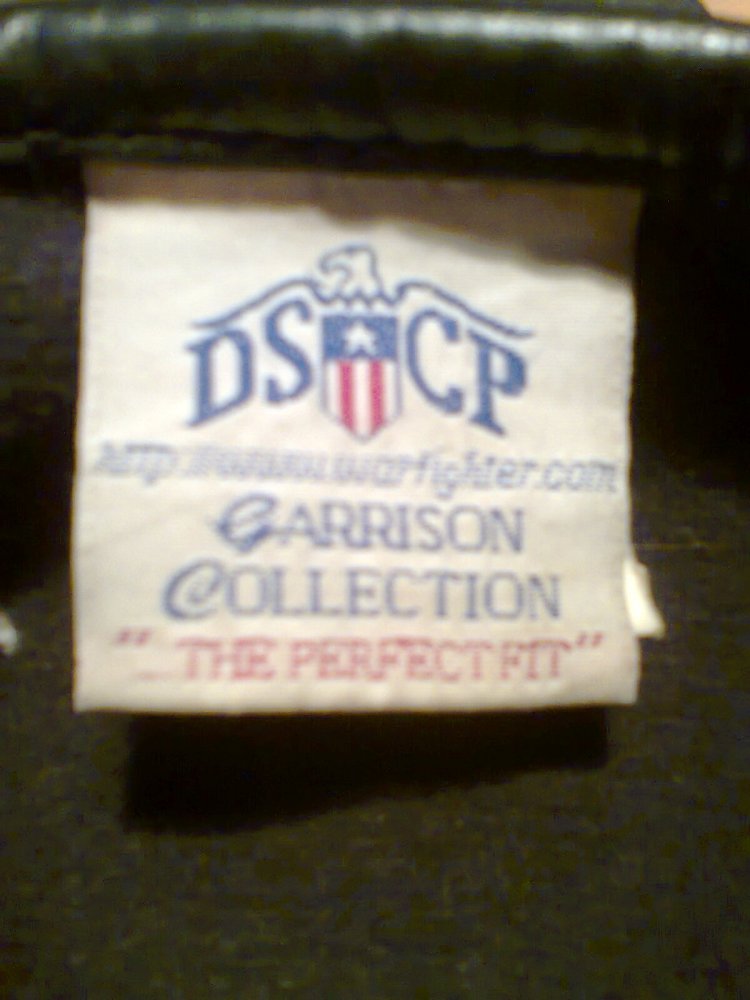 DSCP
http://www.warfighter.com
GARRISON
COLLECTION
"...THE PERFECT FIT"